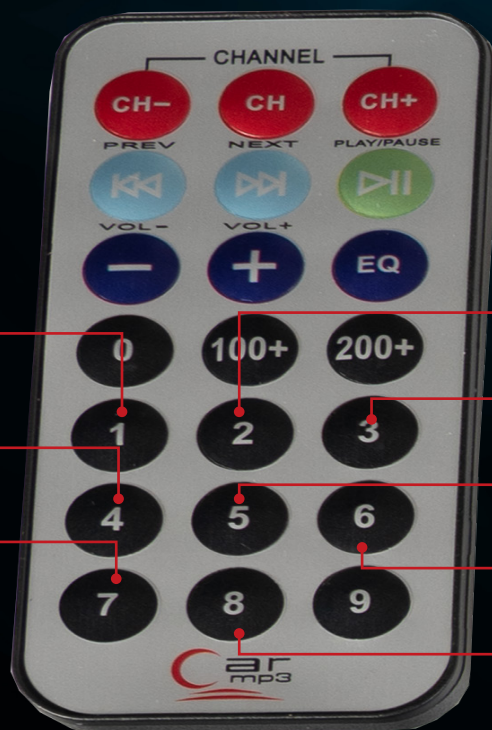 CHANNEL
CH− CH CH+
PREV NEXT PLAY/PAUSE
VOL− VOL+
− + EQ
0 100+ 200+
1 2 3
4 5 6
7 8 9
Car
mp3